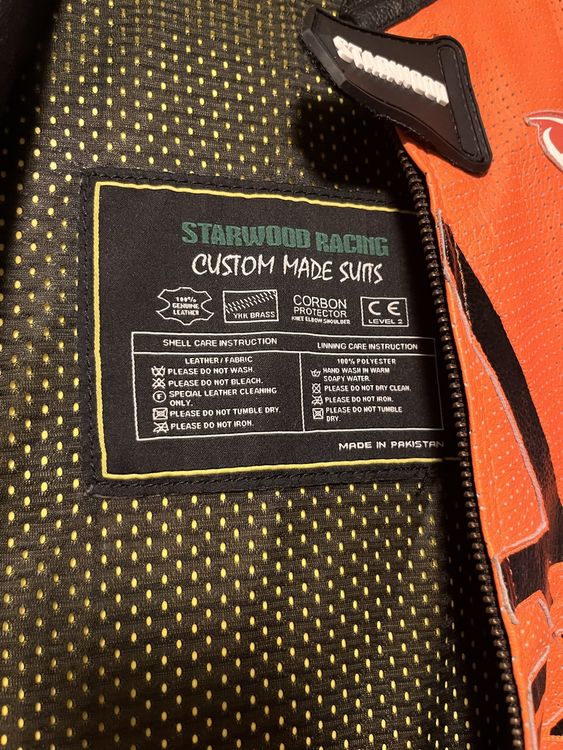 STARWOOD
STARWOOD RACING
CUSTOM MADE SUITS
100%
GENUINE
LEATHER
YHK BRASS
CORBON
PROTECTOR
KNEE ELBOW SHOULDER
CE
LEVEL 2
SHELL CARE INSTRUCTION
LEATHER / FABRIC
PLEASE DO NOT WASH.
PLEASE DO NOT BLEACH.
F SPECIAL LEATHER CLEANING
ONLY.
PLEASE DO NOT TUMBLE DRY.
PLEASE DO NOT IRON.
LINNING CARE INSTRUCTION
100% POLYESTER
HAND WASH IN WARM
SOAPY WATER.
PLEASE DO NOT DRY CLEAN.
PLEASE DO NOT IRON.
PLEASE DO NOT TUMBLE
DRY.
MADE IN PAKISTAN